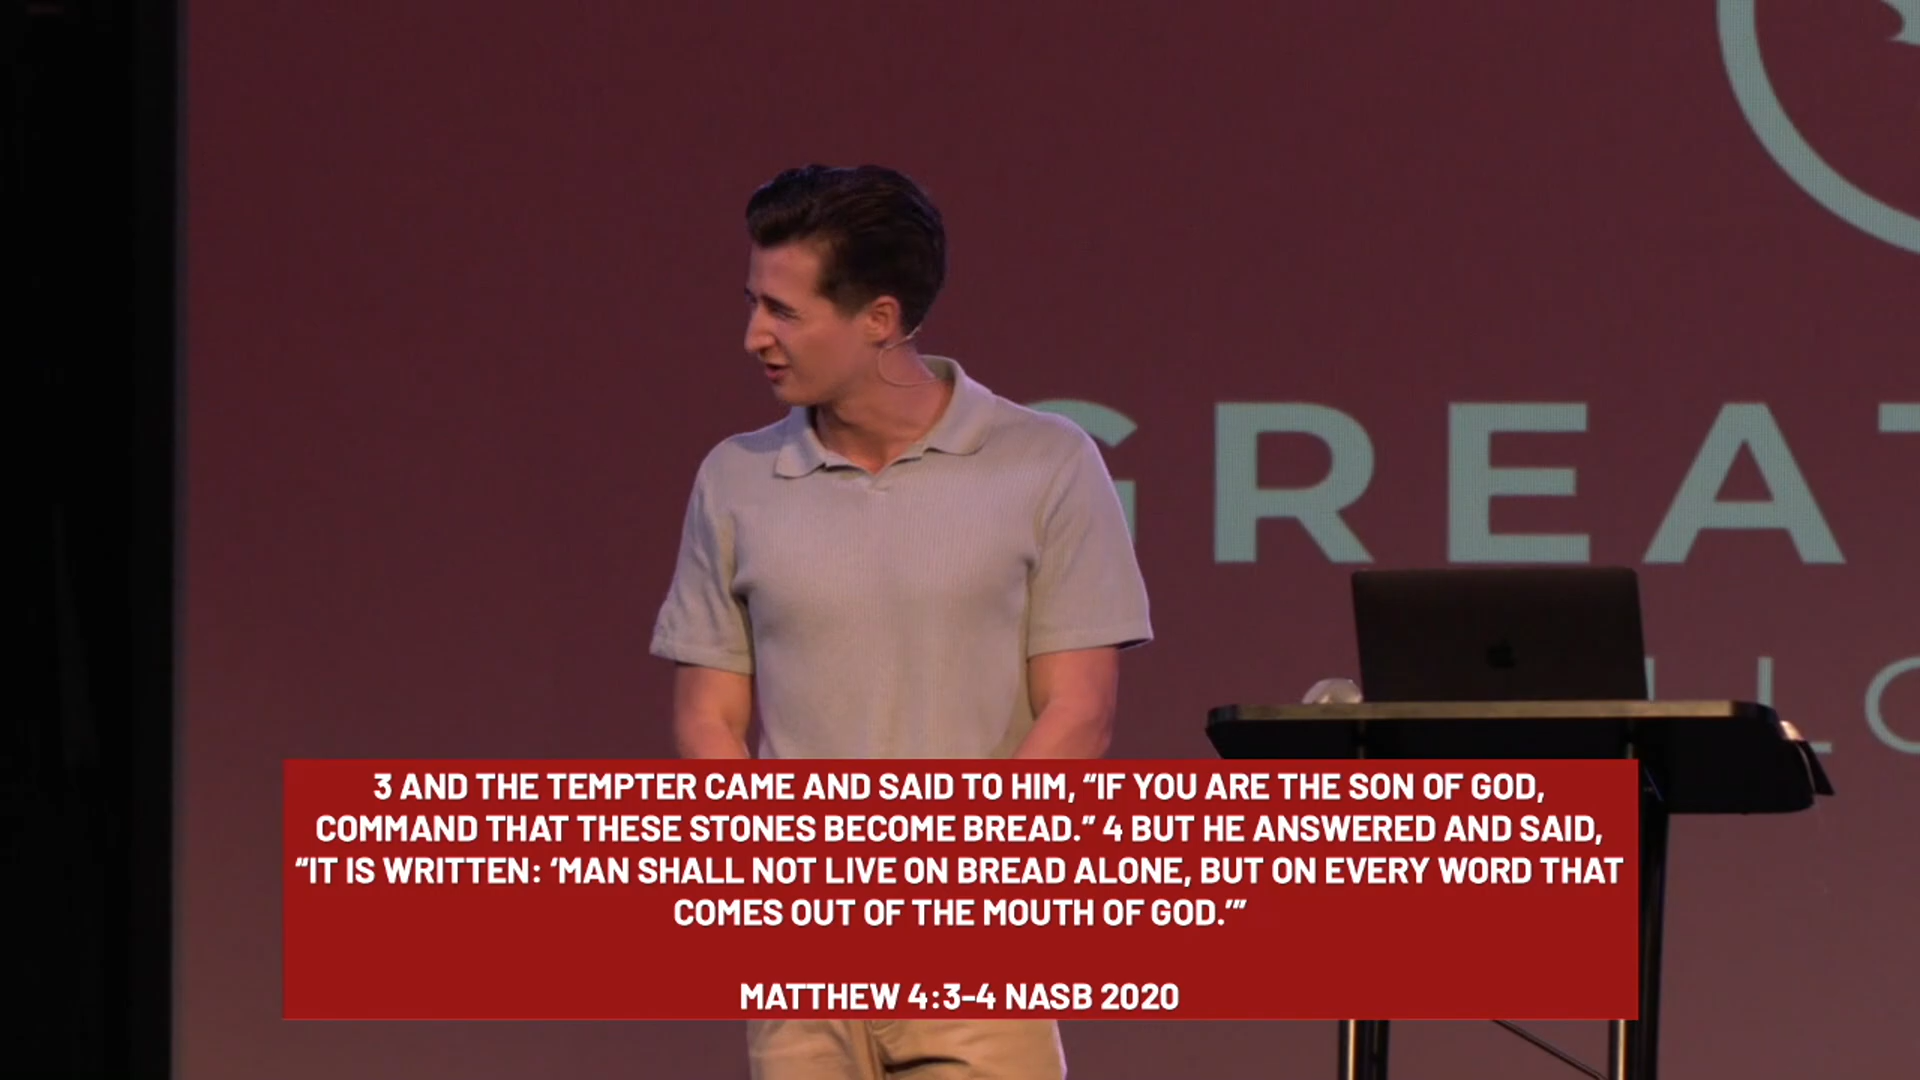 GREAT
3 AND THE TEMPTER CAME AND SAID TO HIM, “IF YOU ARE THE SON OF GOD,
COMMAND THAT THESE STONES BECOME BREAD.” 4 BUT HE ANSWERED AND SAID,
“IT IS WRITTEN: ‘MAN SHALL NOT LIVE ON BREAD ALONE, BUT ON EVERY WORD THAT
COMES OUT OF THE MOUTH OF GOD.’”
MATTHEW 4:3-4 NASB 2020